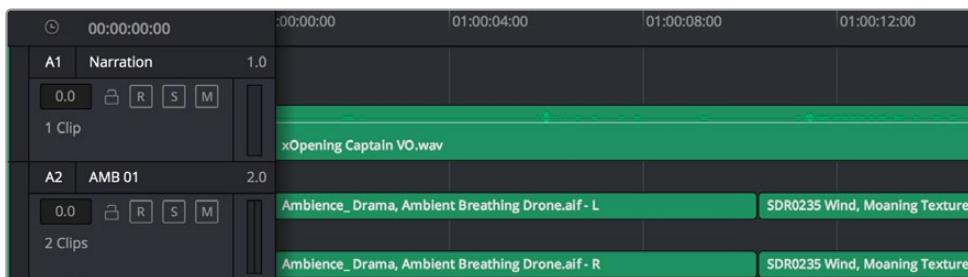 00:00:00:00
:00:00:00 01:00:04:00 01:00:08:00 01:00:12:00
A1 Narration 1.0
0.0 R S M
1 Clip
xOpening Captain VO.wav
A2 AMB 01 2.0
0.0 R S M
2 Clips
Ambience_ Drama, Ambient Breathing Drone.aif - L
SDR0235 Wind, Moaning Texture
Ambience_ Drama, Ambient Breathing Drone.aif - R
SDR0235 Wind, Moaning Texture